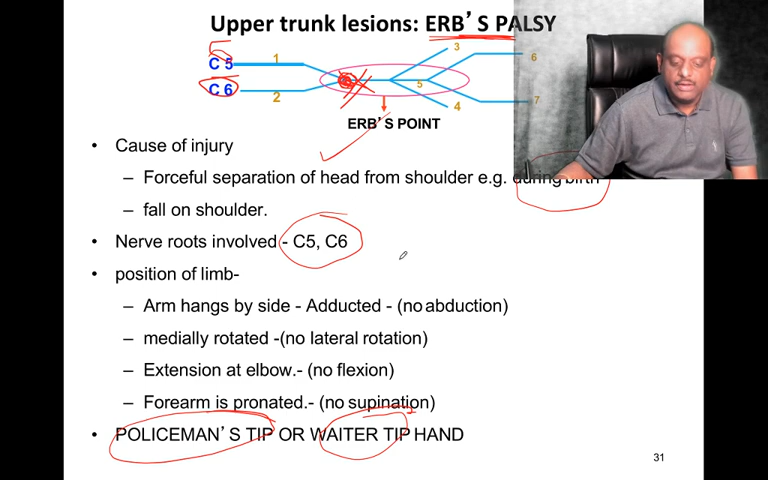 Upper trunk lesions: ERB'S PALSY
C 5 1 3 6
C 6 2 5 4 7
ERB'S POINT
• Cause of injury
– Forceful separation of head from shoulder e.g. during birth
– fall on shoulder.
• Nerve roots involved - C5, C6
• position of limb-
– Arm hangs by side - Adducted - (no abduction)
– medially rotated -(no lateral rotation)
– Extension at elbow.- (no flexion)
– Forearm is pronated.- (no supination)
• POLICEMAN'S TIP OR WAITER TIP HAND
31